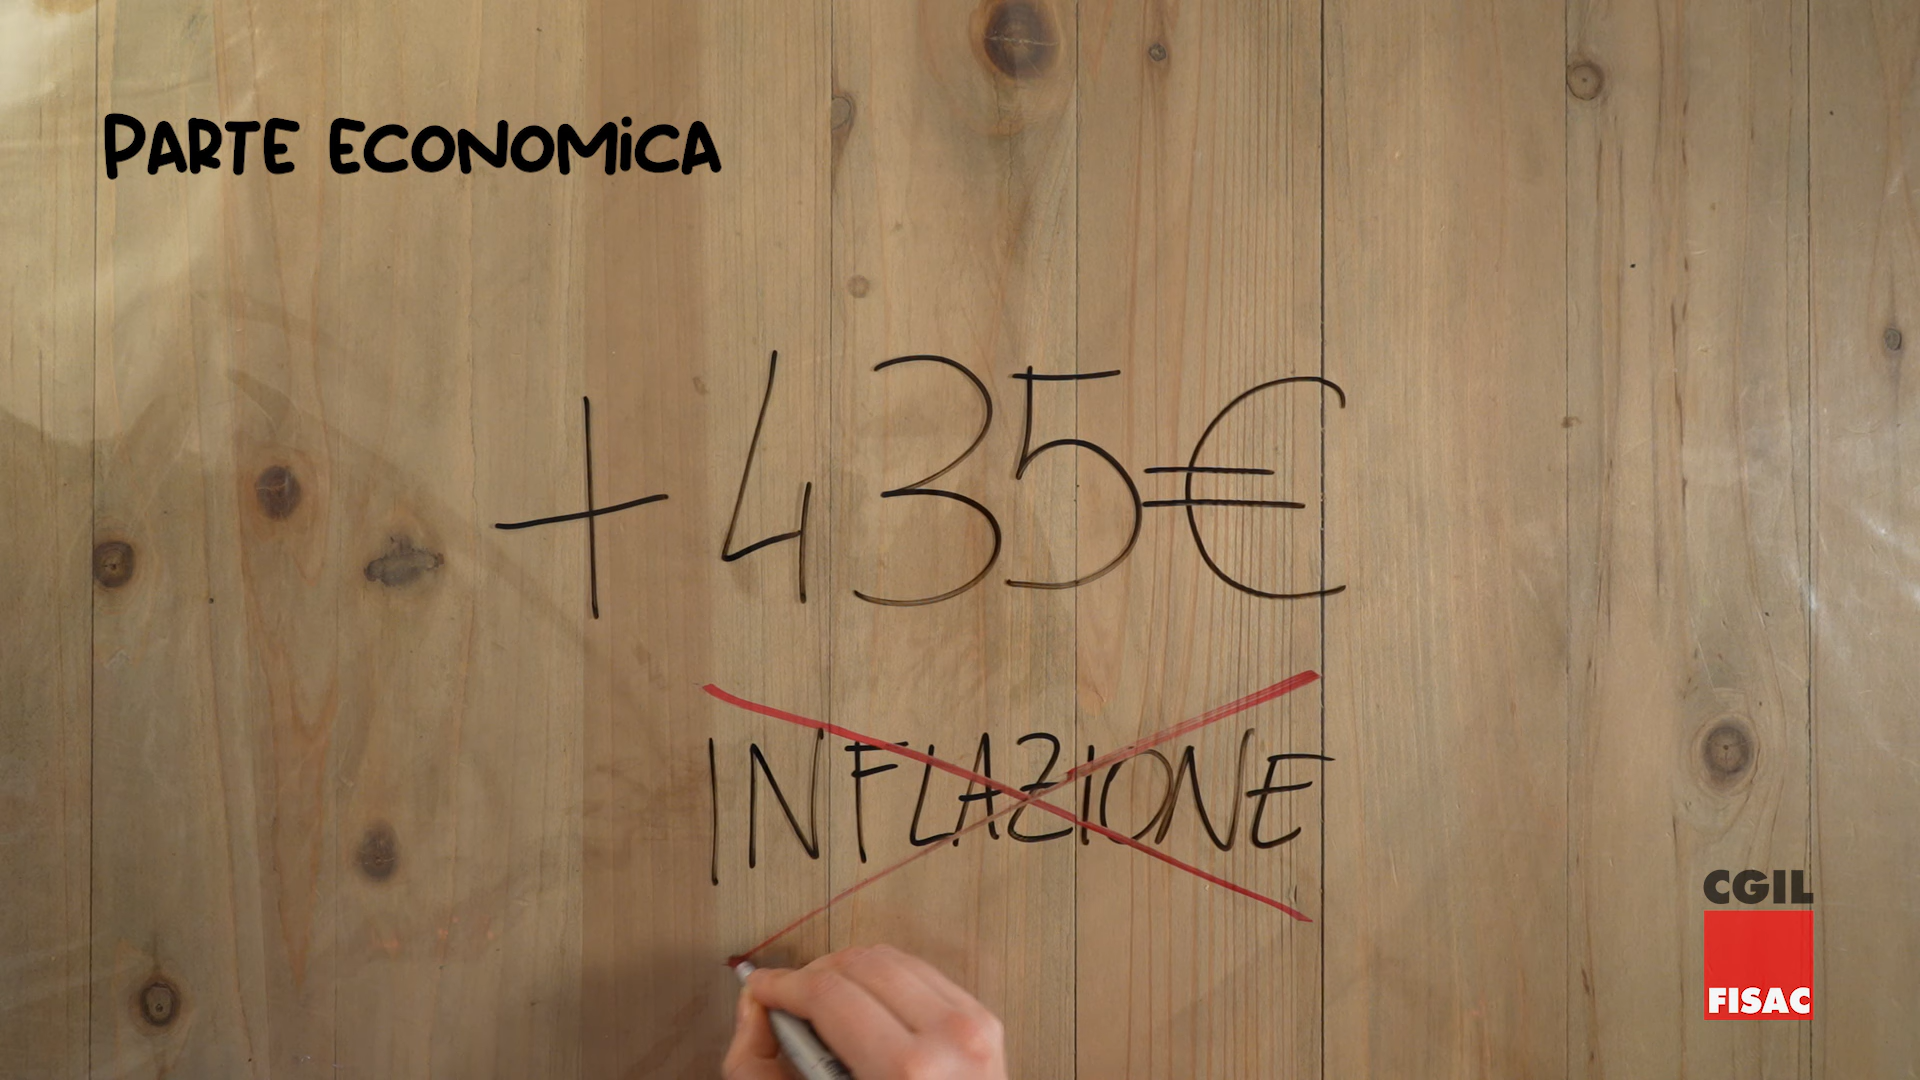 PARTE ECONOMiCA
+435€
INFLAZIONE
CGIL
FISAC